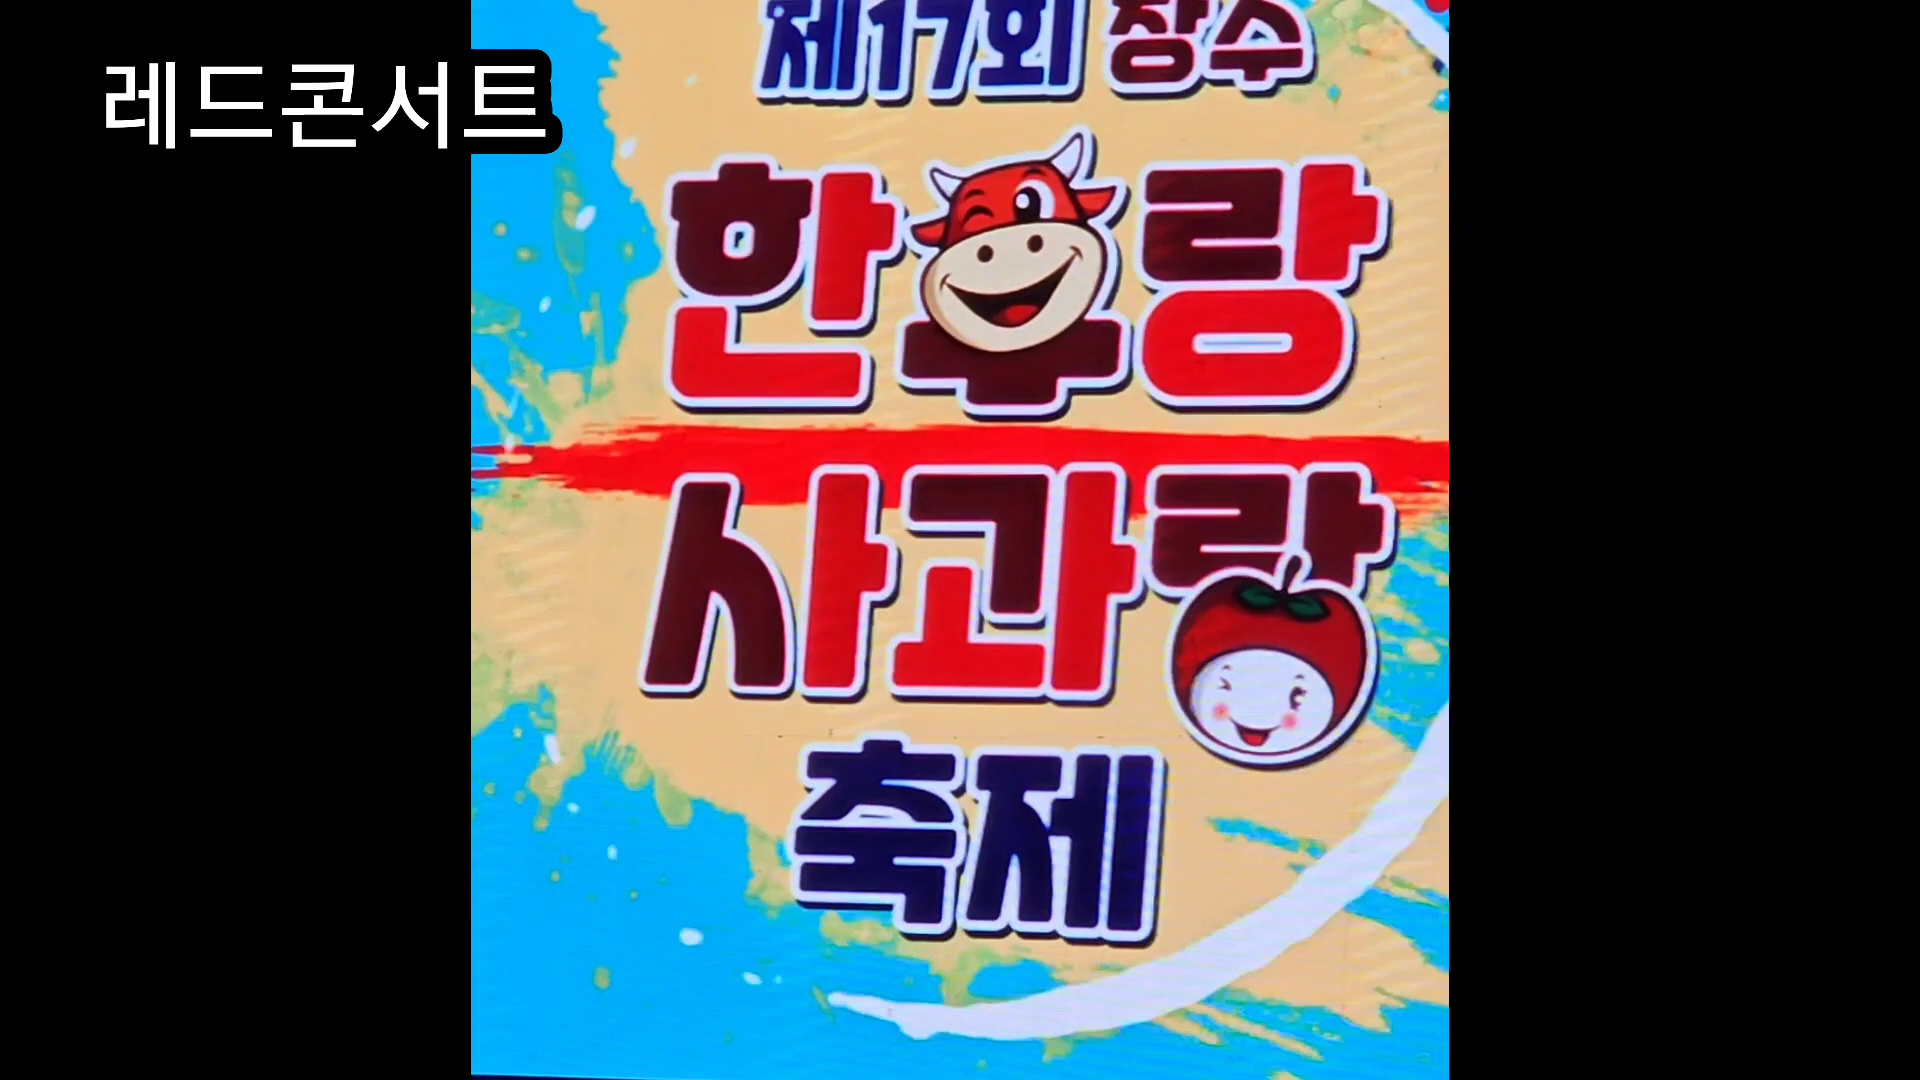 레드콘서트
제17회 장수
한우랑
사과랑
축제